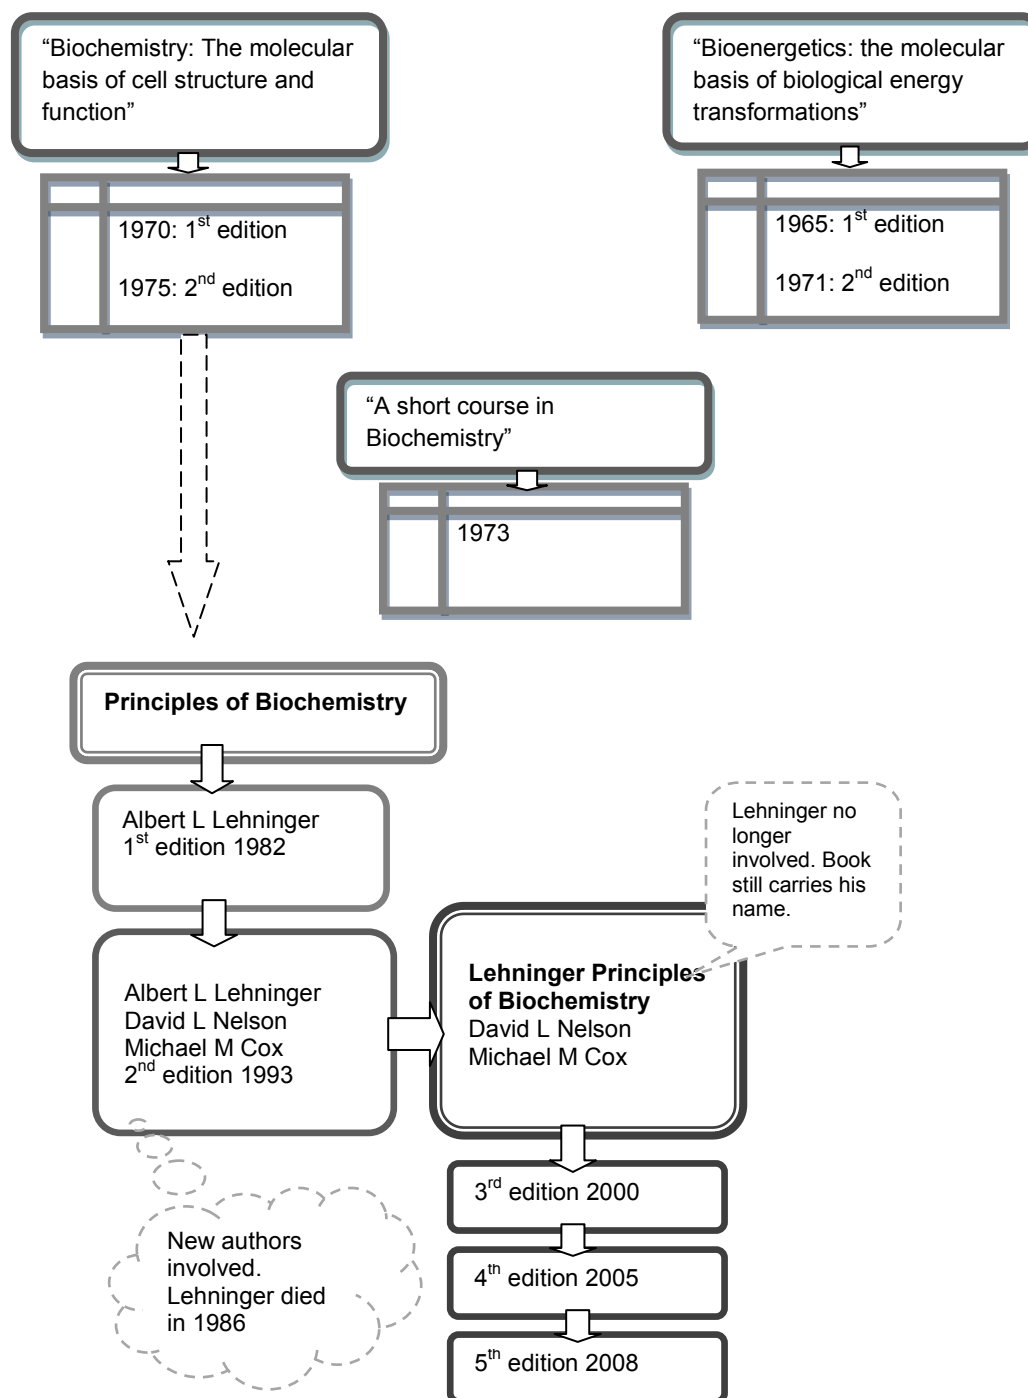 “Biochemistry: The molecular
basis of cell structure and
function”
“Bioenergetics: the molecular
basis of biological energy
transformations”
1970: 1st edition
1975: 2nd edition
1965: 1st edition
1971: 2nd edition
“A short course in
Biochemistry”
1973
Principles of Biochemistry
Albert L Lehninger
1st edition 1982
Albert L Lehninger
David L Nelson
Michael M Cox
2nd edition 1993
New authors
involved.
Lehninger died
in 1986
Lehninger no
longer
involved. Book
still carries his
name.
Lehninger Principles
of Biochemistry
David L Nelson
Michael M Cox
3rd edition 2000
4th edition 2005
5th edition 2008